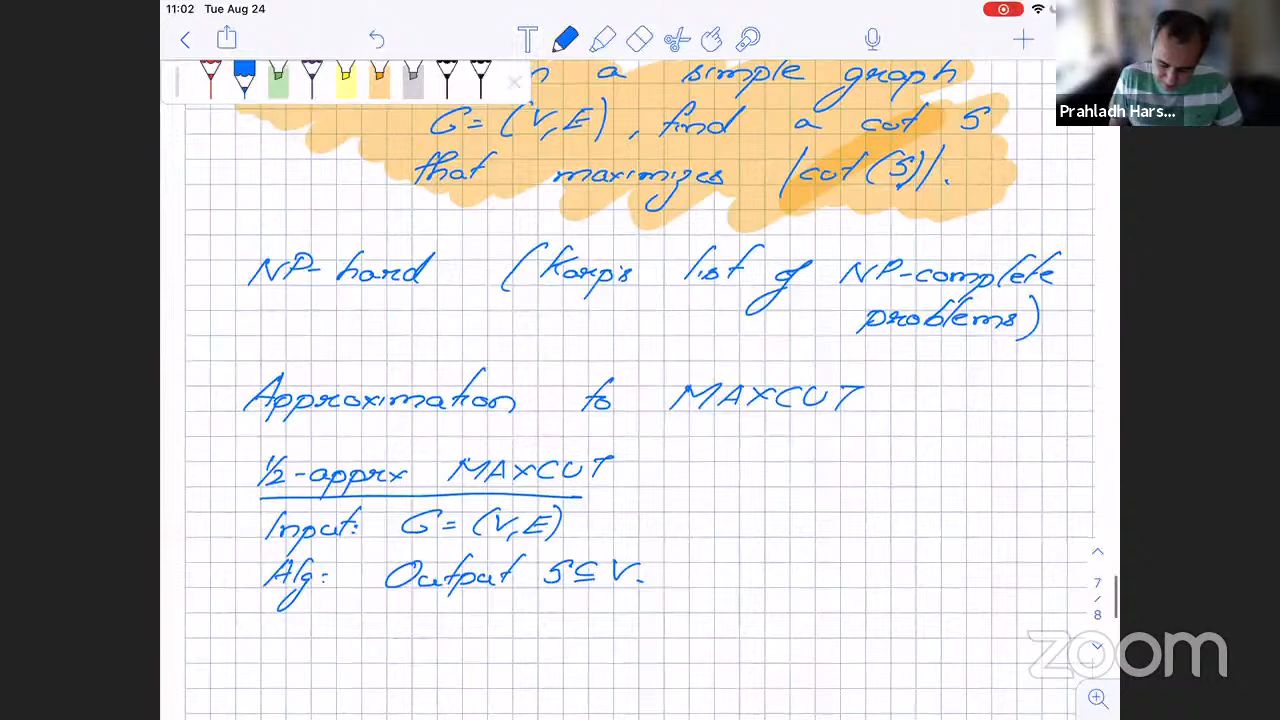 11:02 Tue Aug 24
a simple graph
G = (V, E), find a cut S
that maximizes |cut(S)|.
NP-hard (Karp's list of NP-complete
problems)
Approximation to MAXCUT
1/2-apprx MAXCUT
Input: G = (V, E)
Alg: Output S ⊆ V.
Prahladh Hars...
7
/
8
zoom